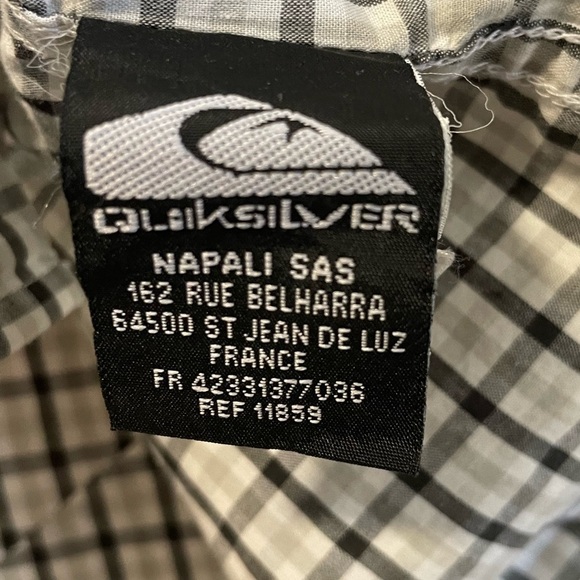 QUIKSILVER
NAPALI SAS
162 RUE BELHARRA
64500 ST JEAN DE LUZ
FRANCE
FR 42331377036
REF 11859